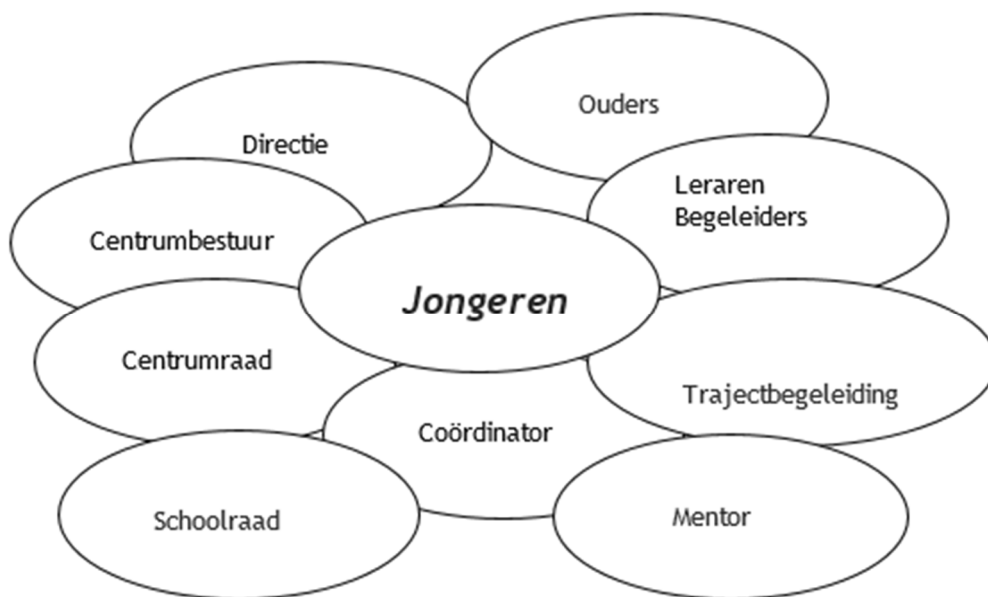 Ouders
Directie
Leraren
Begeleiders
Centrumbestuur
Jongeren
Centrumraad
Trajectbegeleiding
Coördinator
Schoolraad
Mentor